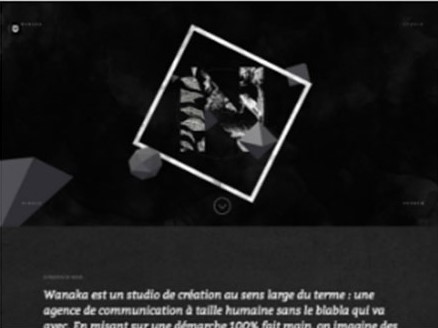 Wanaka est un studio de création au sens large du terme : une
agence de communication à taille humaine sans le blabla qui va
avec. En misant sur une démarche 100% fait main, on imagine des